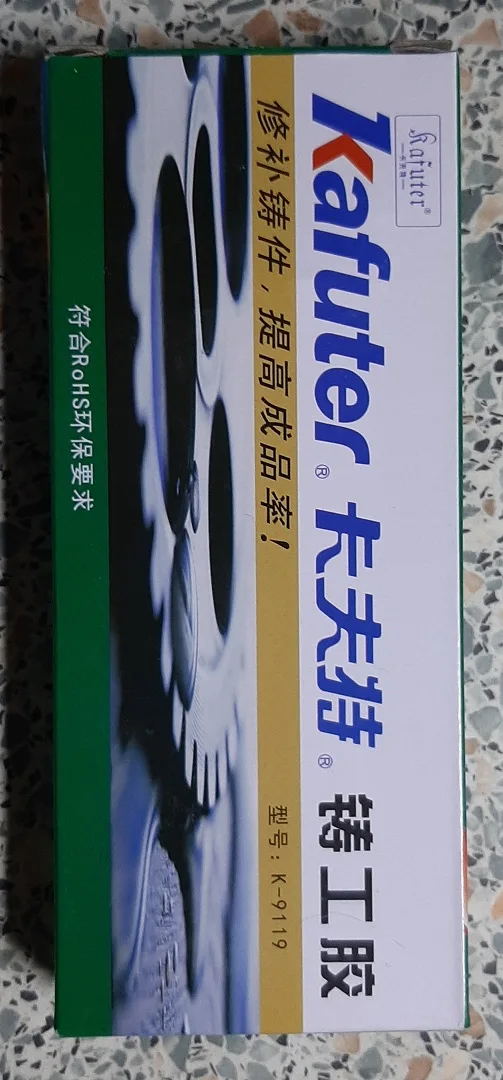 Kafuter®
卡夫特
Kafuter® 卡夫特® 铸工胶
修补铸件，提高成品率！
型号：K-9119
符合RoHS环保要求